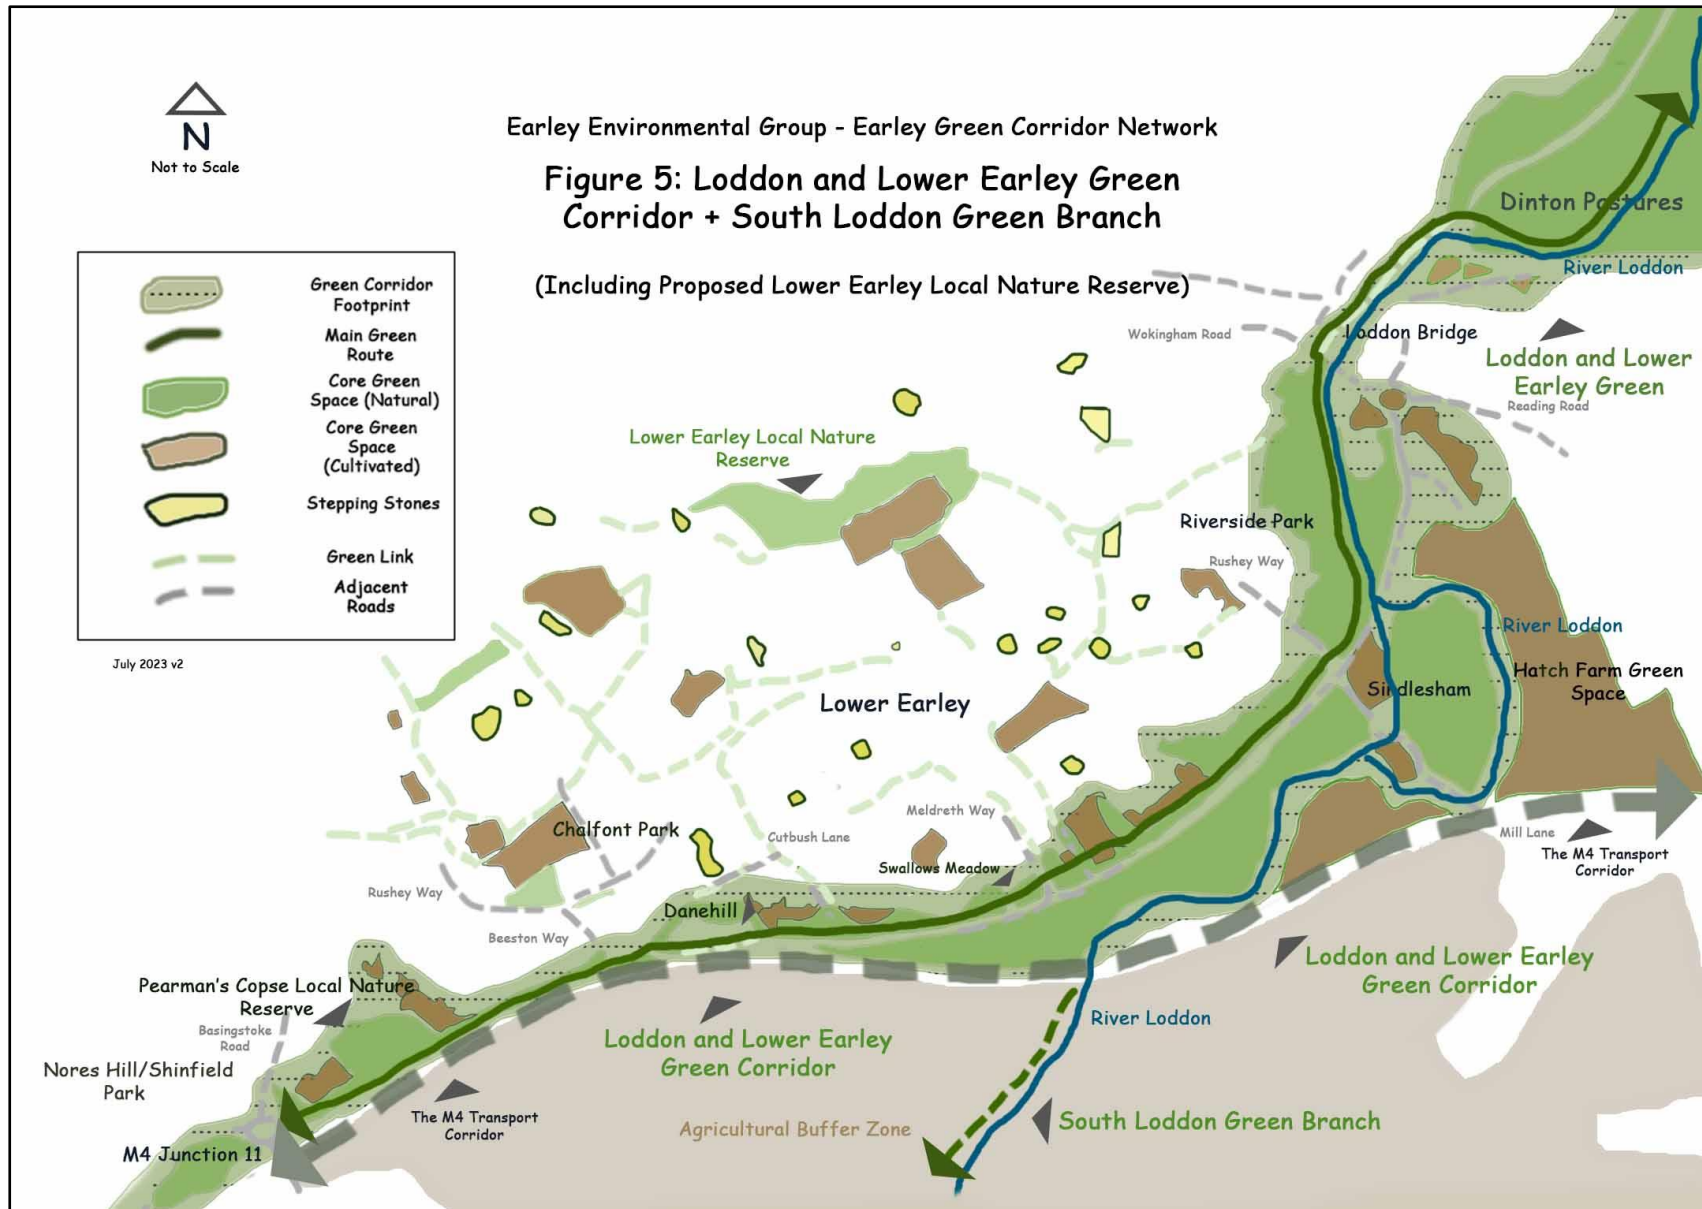 N
Not to Scale
Earley Environmental Group - Earley Green Corridor Network
Figure 5: Loddon and Lower Earley Green
Corridor + South Loddon Green Branch
(Including Proposed Lower Earley Local Nature Reserve)
Green Corridor
Footprint
Main Green
Route
Core Green
Space (Natural)
Core Green
Space
(Cultivated)
Stepping Stones
Green Link
Adjacent
Roads
July 2023 v2
Dinton Pastures
River Loddon
Wokingham Road
Loddon Bridge
Loddon and Lower
Earley Green
Reading Road
Lower Earley Local Nature
Reserve
Riverside Park
Rushey Way
River Loddon
Hatch Farm Green
Space
Sindlesham
Lower Earley
Chalfont Park
Meldreth Way
Cutbush Lane
Mill Lane
The M4 Transport
Corridor
Swallows Meadow
Rushey Way
Danehill
Beeston Way
Loddon and Lower Earley
Green Corridor
Pearman's Copse Local Nature
Reserve
Basingstoke
Road
River Loddon
Loddon and Lower Earley
Green Corridor
Nores Hill/Shinfield
Park
The M4 Transport
Corridor
Agricultural Buffer Zone
South Loddon Green Branch
M4 Junction 11